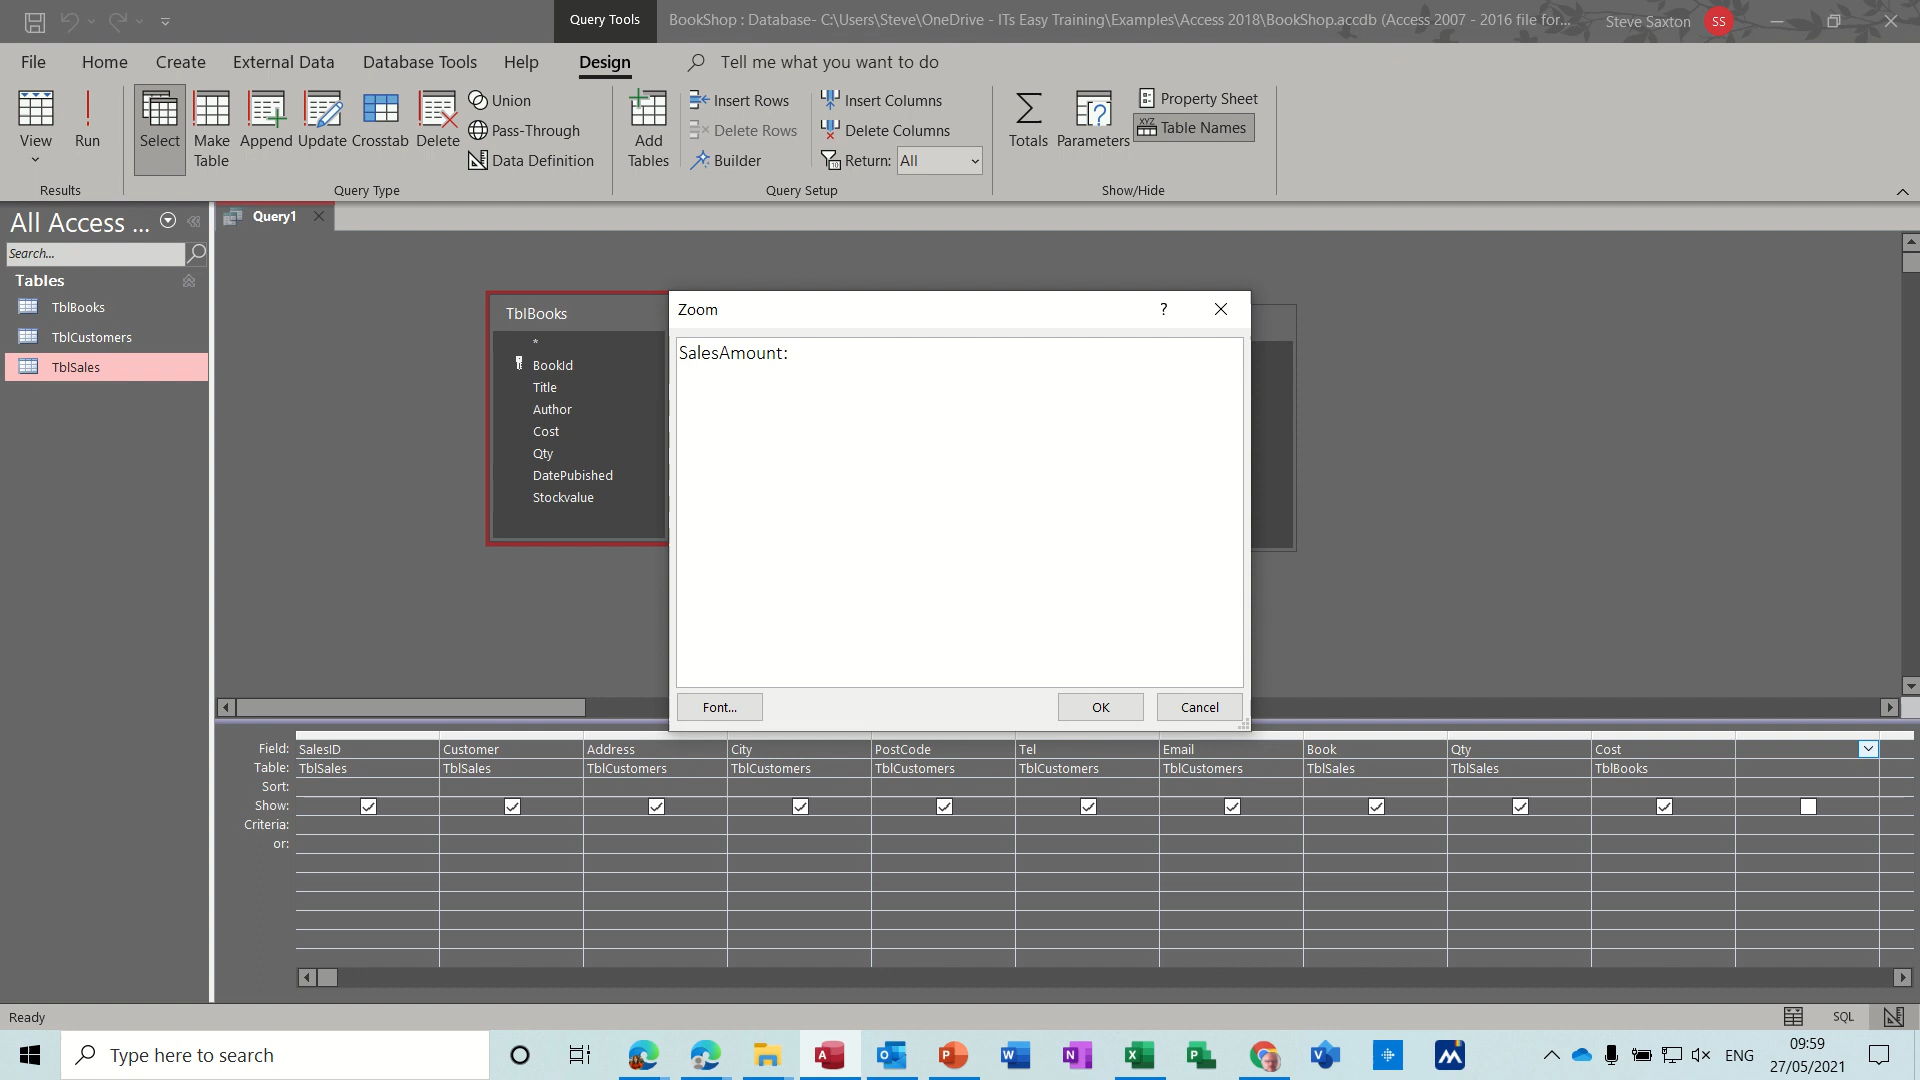 Query Tools
BookShop : Database- C:\Users\Steve\OneDrive - ITs Easy Training\Examples\Access 2018\BookShop.accdb (Access 2007 - 2016 file for...
Steve Saxton
SS
File
Home
Create
External Data
Database Tools
Help
Design
Tell me what you want to do
View
Run
Select
Make Table
Append
Update
Crosstab
Delete
Union
Pass-Through
Data Definition
Add Tables
Insert Rows
Delete Rows
Builder
Insert Columns
Delete Columns
Return: All
Totals
Parameters
Property Sheet
Table Names
Results
Query Type
Query Setup
Show/Hide
All Access ...
Search...
Tables
TblBooks
TblCustomers
TblSales
Query1
TblBooks
*
BookId
Title
Author
Cost
Qty
DatePubished
Stockvalue
Zoom
?
SalesAmount:
Font...
OK
Cancel
Field: SalesID Customer Address City PostCode Tel Email Book Qty Cost
Table: TblSales TblSales TblCustomers TblCustomers TblCustomers TblCustomers TblCustomers TblSales TblSales TblBooks
Sort:
Show:
Criteria:
or:
Ready
SQL
Type here to search
ENG
09:59
27/05/2021